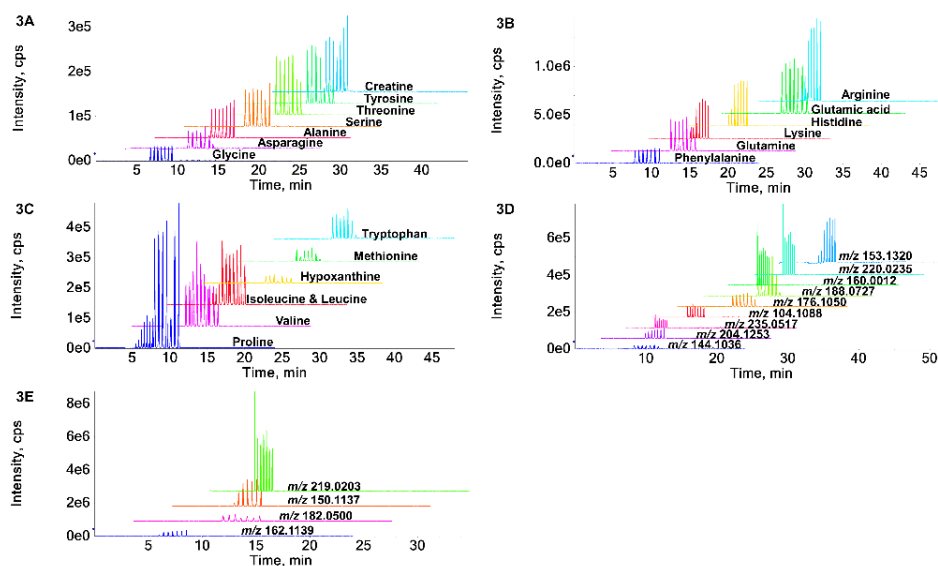 3A
Intensity, cps
3e5
2e5
1e5
0e0
Creatine
Tyrosine
Threonine
Serine
Alanine
Asparagine
Glycine
5 10 15 20 25 30 35 40
Time, min
3B
Intensity, cps
1.0e6
5.0e5
0.0e0
Arginine
Glutamic acid
Histidine
Lysine
Glutamine
Phenylalanine
5 10 15 20 25 30 35 40 45
Time, min
3C
Intensity, cps
4e5
3e5
2e5
1e5
0e0
Tryptophan
Methionine
Hypoxanthine
Isoleucine & Leucine
Valine
Proline
5 10 15 20 25 30 35 40 45
Time, min
3D
Intensity, cps
6e5
4e5
2e5
0e0
m/z 153.1320
m/z 220.0236
m/z 160.0012
m/z 188.0727
m/z 176.1050
m/z 104.1088
m/z 235.0517
m/z 204.1253
m/z 144.1036
10 20 30 40 50
Time, min
3E
Intensity, cps
8e6
6e6
4e6
2e6
0e0
m/z 219.0203
m/z 150.1137
m/z 182.0500
m/z 162.1139
5 10 15 20 25 30
Time, min